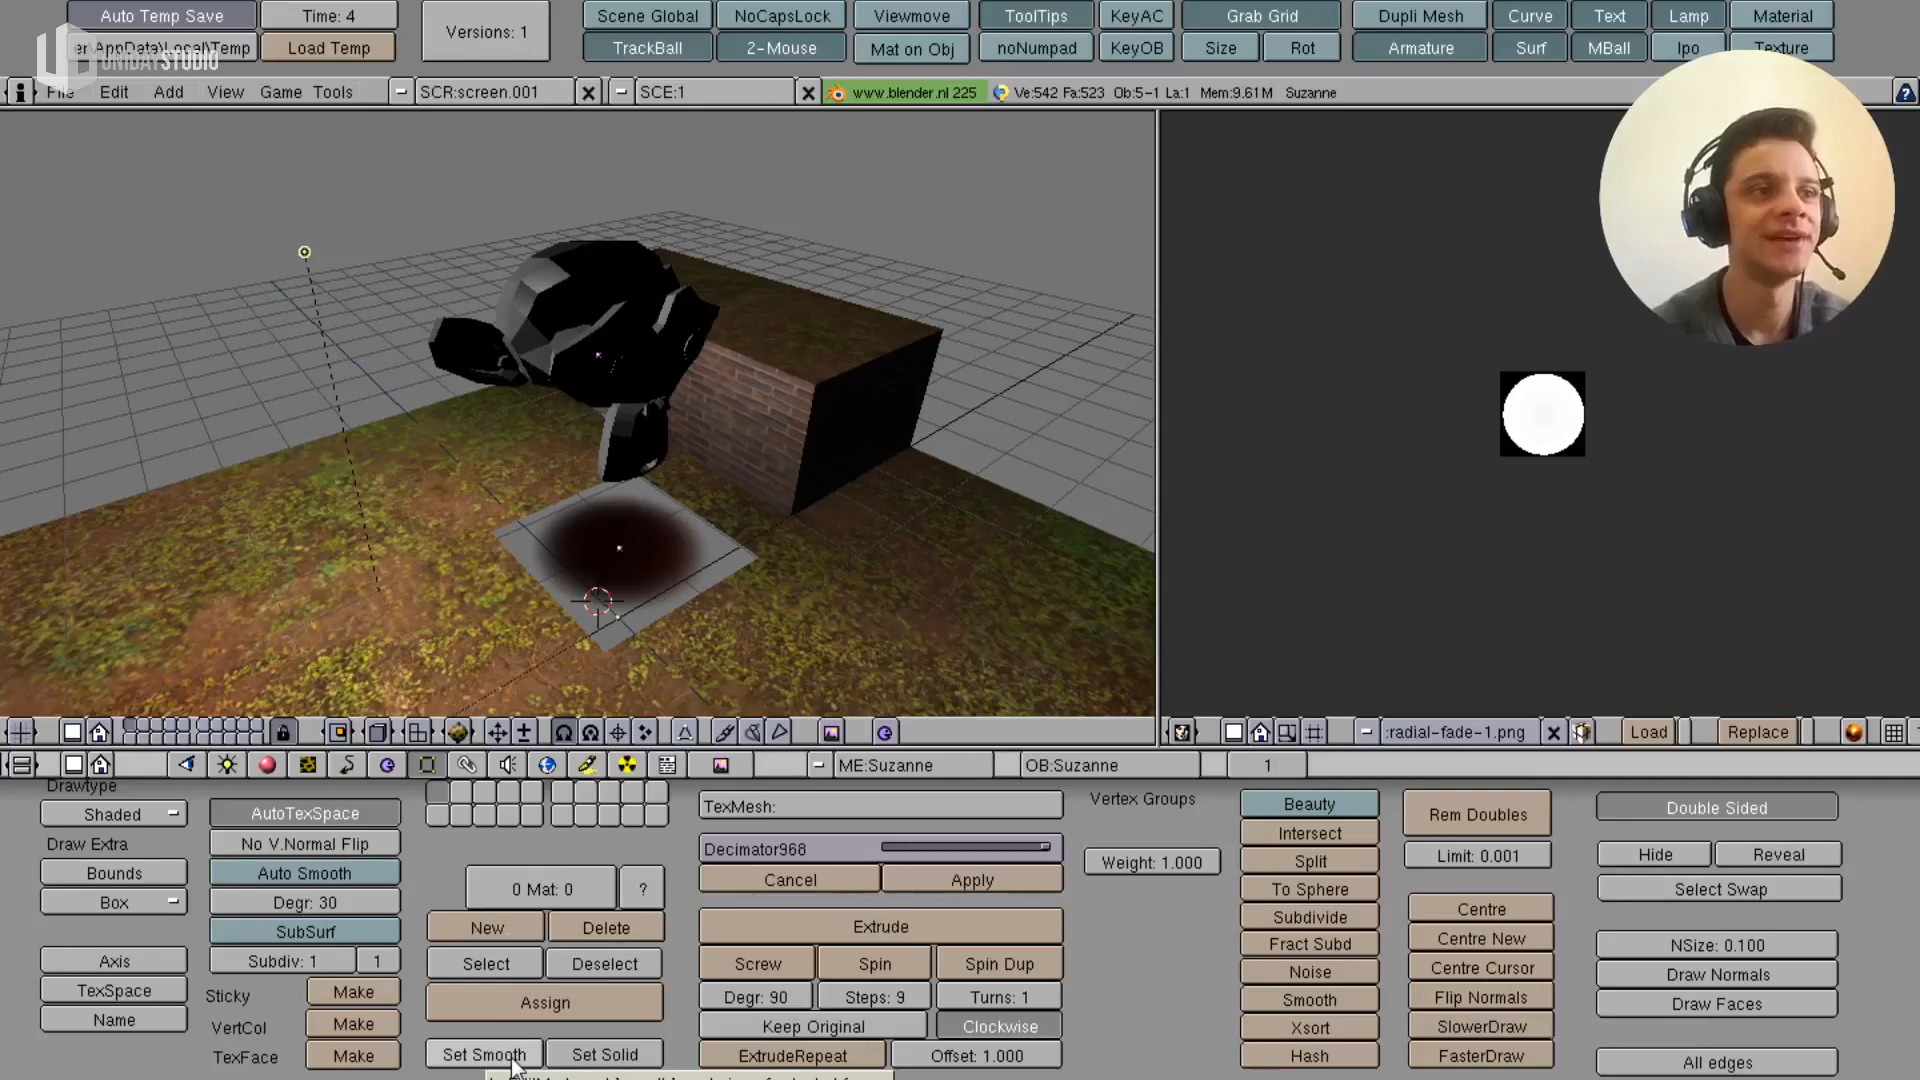 Auto Temp Save Time: 4 Versions: 1 Scene Global NoCapsLock Viewmove ToolTips KeyAC Grab Grid Dupli Mesh Curve Text Lamp Material
er\AppData\Local\Temp Load Temp TrackBall 2-Mouse Mat on Obj noNumpad KeyOB Size Rot Armature Surf MBall Ipo Texture
UNIDAYSTUDIO
File Edit Add View Game Tools SCR:screen.001 SCE:1 www.blender.nl 225 Ve:542 Fa:523 Ob:5-1 La:1 Mem:9.61M Suzanne
:radial-fade-1.png Load Replace
ME:Suzanne OB:Suzanne 1
Drawtype
Shaded AutoTexSpace TexMesh: Vertex Groups Beauty Rem Doubles Double Sided
Draw Extra No V.Normal Flip Intersect
Bounds Auto Smooth 0 Mat: 0 ? Decimator968 Weight: 1.000 Split Limit: 0.001 Hide Reveal
Box Degr: 30 Cancel Apply To Sphere Select Swap
SubSurf New Delete Extrude Subdivide Centre
Axis Subdiv: 1 1 Select Deselect Screw Spin Spin Dup Fract Subd Centre New NSize: 0.100
TexSpace Sticky Make Assign Degr: 90 Steps: 9 Turns: 1 Noise Centre Cursor Draw Normals
Name VertCol Make Keep Original Clockwise Smooth Flip Normals Draw Faces
TexFace Make Set Smooth Set Solid ExtrudeRepeat Offset: 1.000 Xsort SlowerDraw
Hash FasterDraw All edges